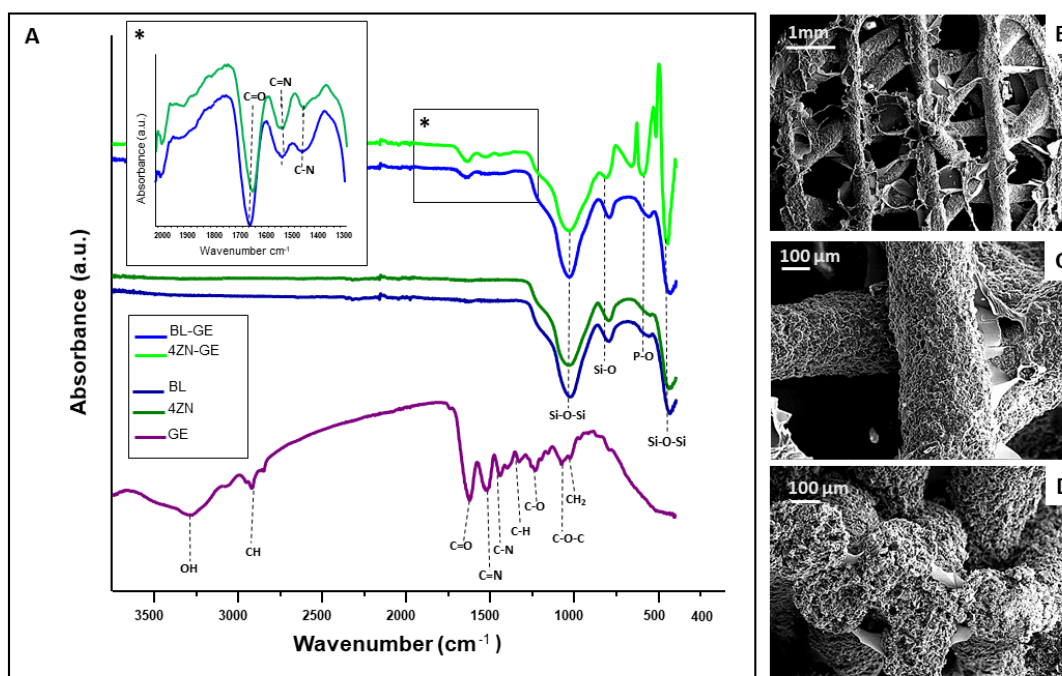 A
*
C=O
C=N
C-N
Absorbance (a.u.)
2000 1900 1800 1700 1600 1500 1400 1300
Wavenumber cm-1
*
Absorbance (a.u.)
BL-GE
4ZN-GE
BL
4ZN
GE
Si-O-Si
Si-O
P-O
Si-O-Si
OH
CH
C=O
C=N
C-N
C-H
C-O
C-O-C
CH2
3500 3000 2500 2000 1500 1000 500
Wavenumber (cm-1)
1mm
100 µm
100 µm
D